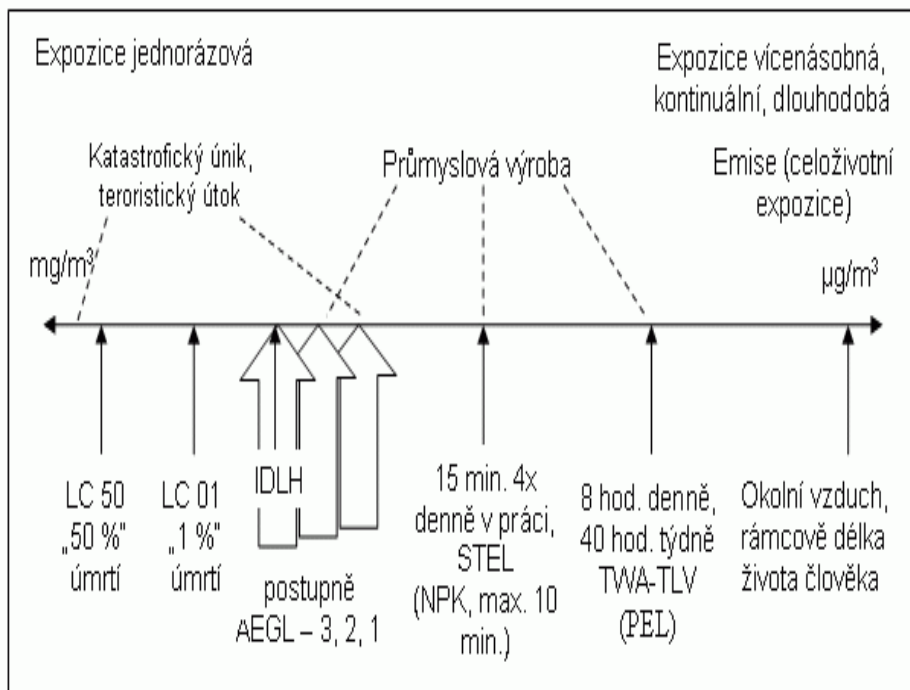 Expozice jednorázová
Expozice vícenásobná,
kontinuální, dlouhodobá
Katastrofický únik,
teroristický útok
Průmyslová výroba
Emise (celoživotní
expozice)
mg/m³
µg/m³
LC 50
„50 %"
úmrtí
LC 01
„1 %"
úmrtí
IDLH
postupně
AEGL – 3, 2, 1
15 min. 4x
denně v práci,
STEL
(NPK, max. 10
min.)
8 hod. denně,
40 hod. týdně
TWA-TLV
(PEL)
Okolní vzduch,
rámcově délka
života člověka